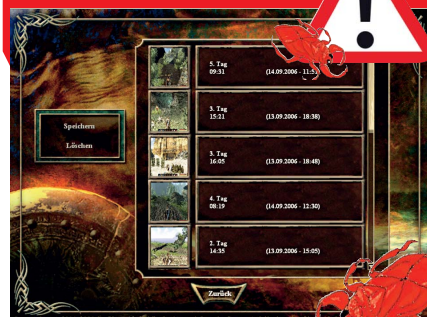 5. Tag
09:31 (14.09.2006 - 11:5
3. Tag
15:21 (13.09.2006 - 18:38)
Speichern
Löschen
3. Tag
16:05 (13.09.2006 - 18:48)
4. Tag
08:19 (14.09.2006 - 12:30)
2. Tag
14:35 (13.09.2006 - 15:05)
Zurück